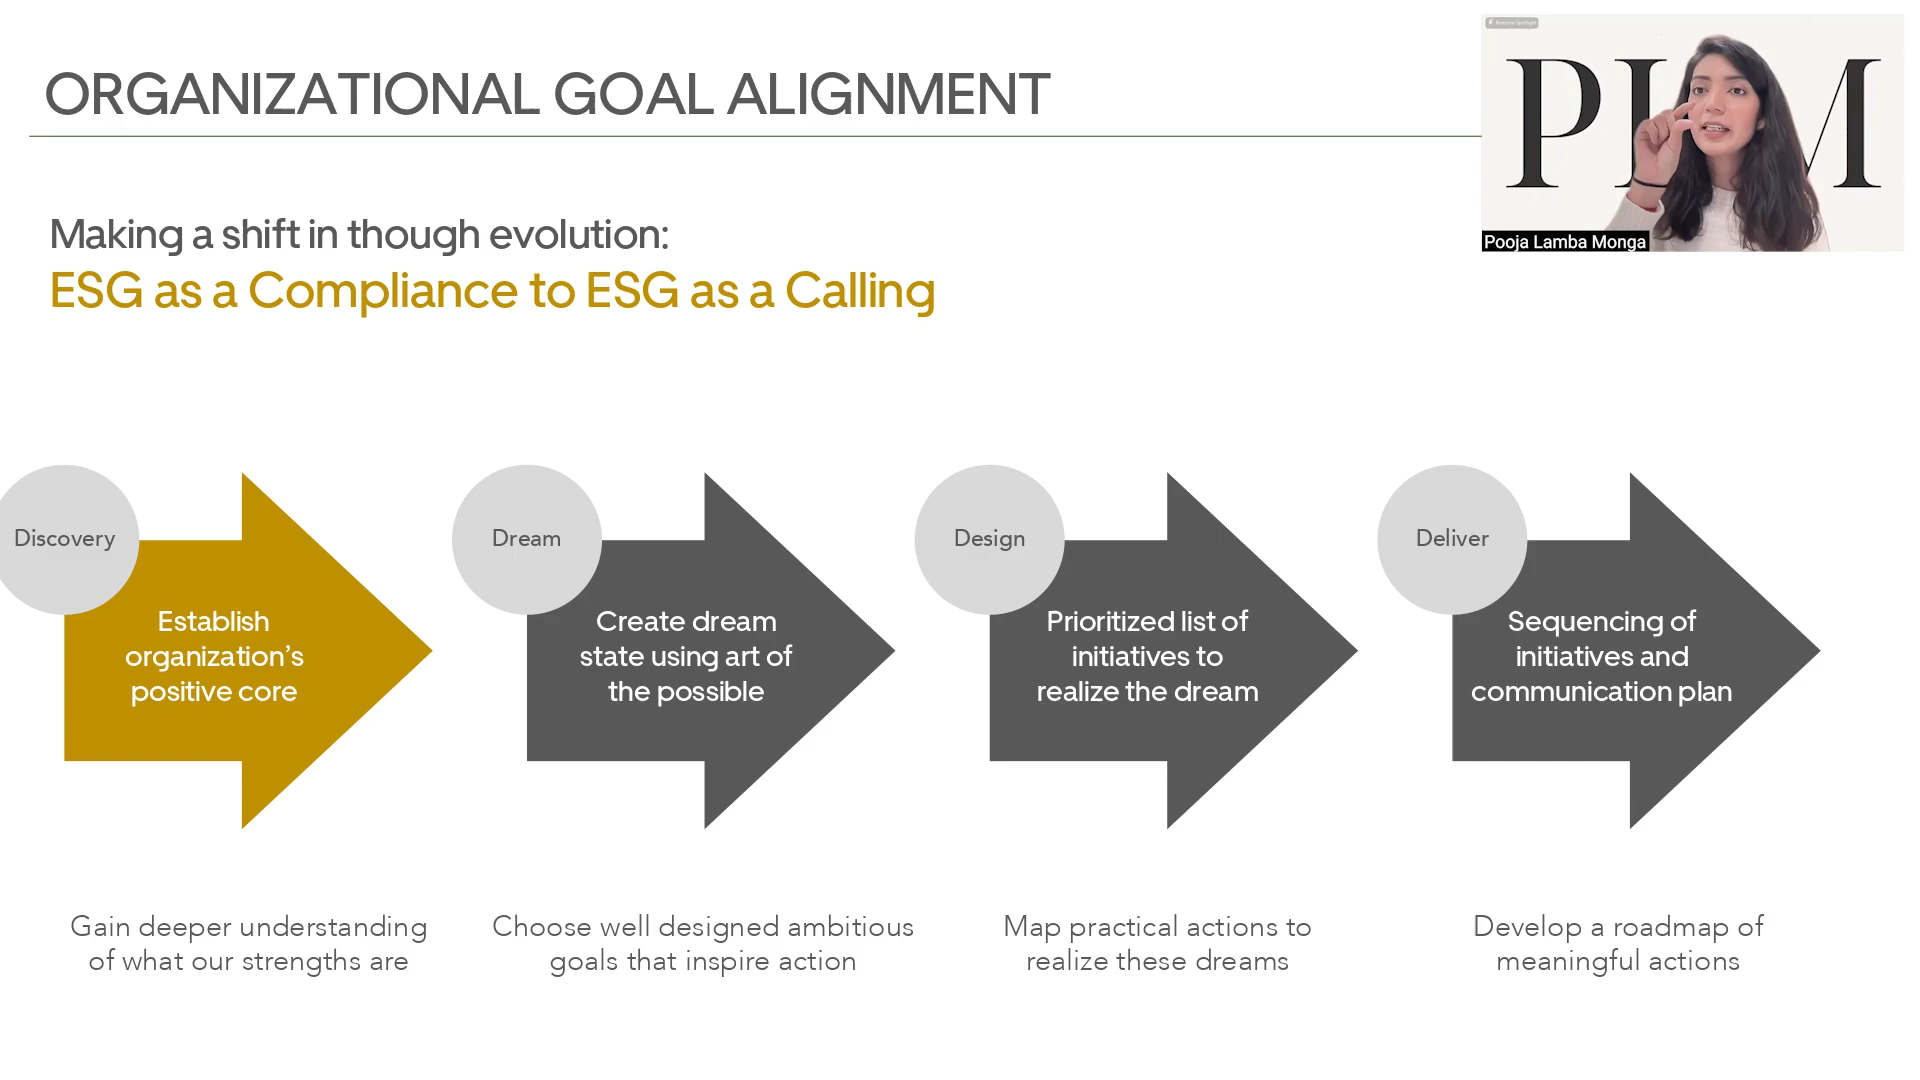 ORGANIZATIONAL GOAL ALIGNMENT
Making a shift in though evolution:
ESG as a Compliance to ESG as a Calling
Remove Spotlight
Pooja Lamba Monga
Discovery
Establish
organization’s
positive core
Gain deeper understanding
of what our strengths are
Dream
Create dream
state using art of
the possible
Choose well designed ambitious
goals that inspire action
Design
Prioritized list of
initiatives to
realize the dream
Map practical actions to
realize these dreams
Deliver
Sequencing of
initiatives and
communication plan
Develop a roadmap of
meaningful actions